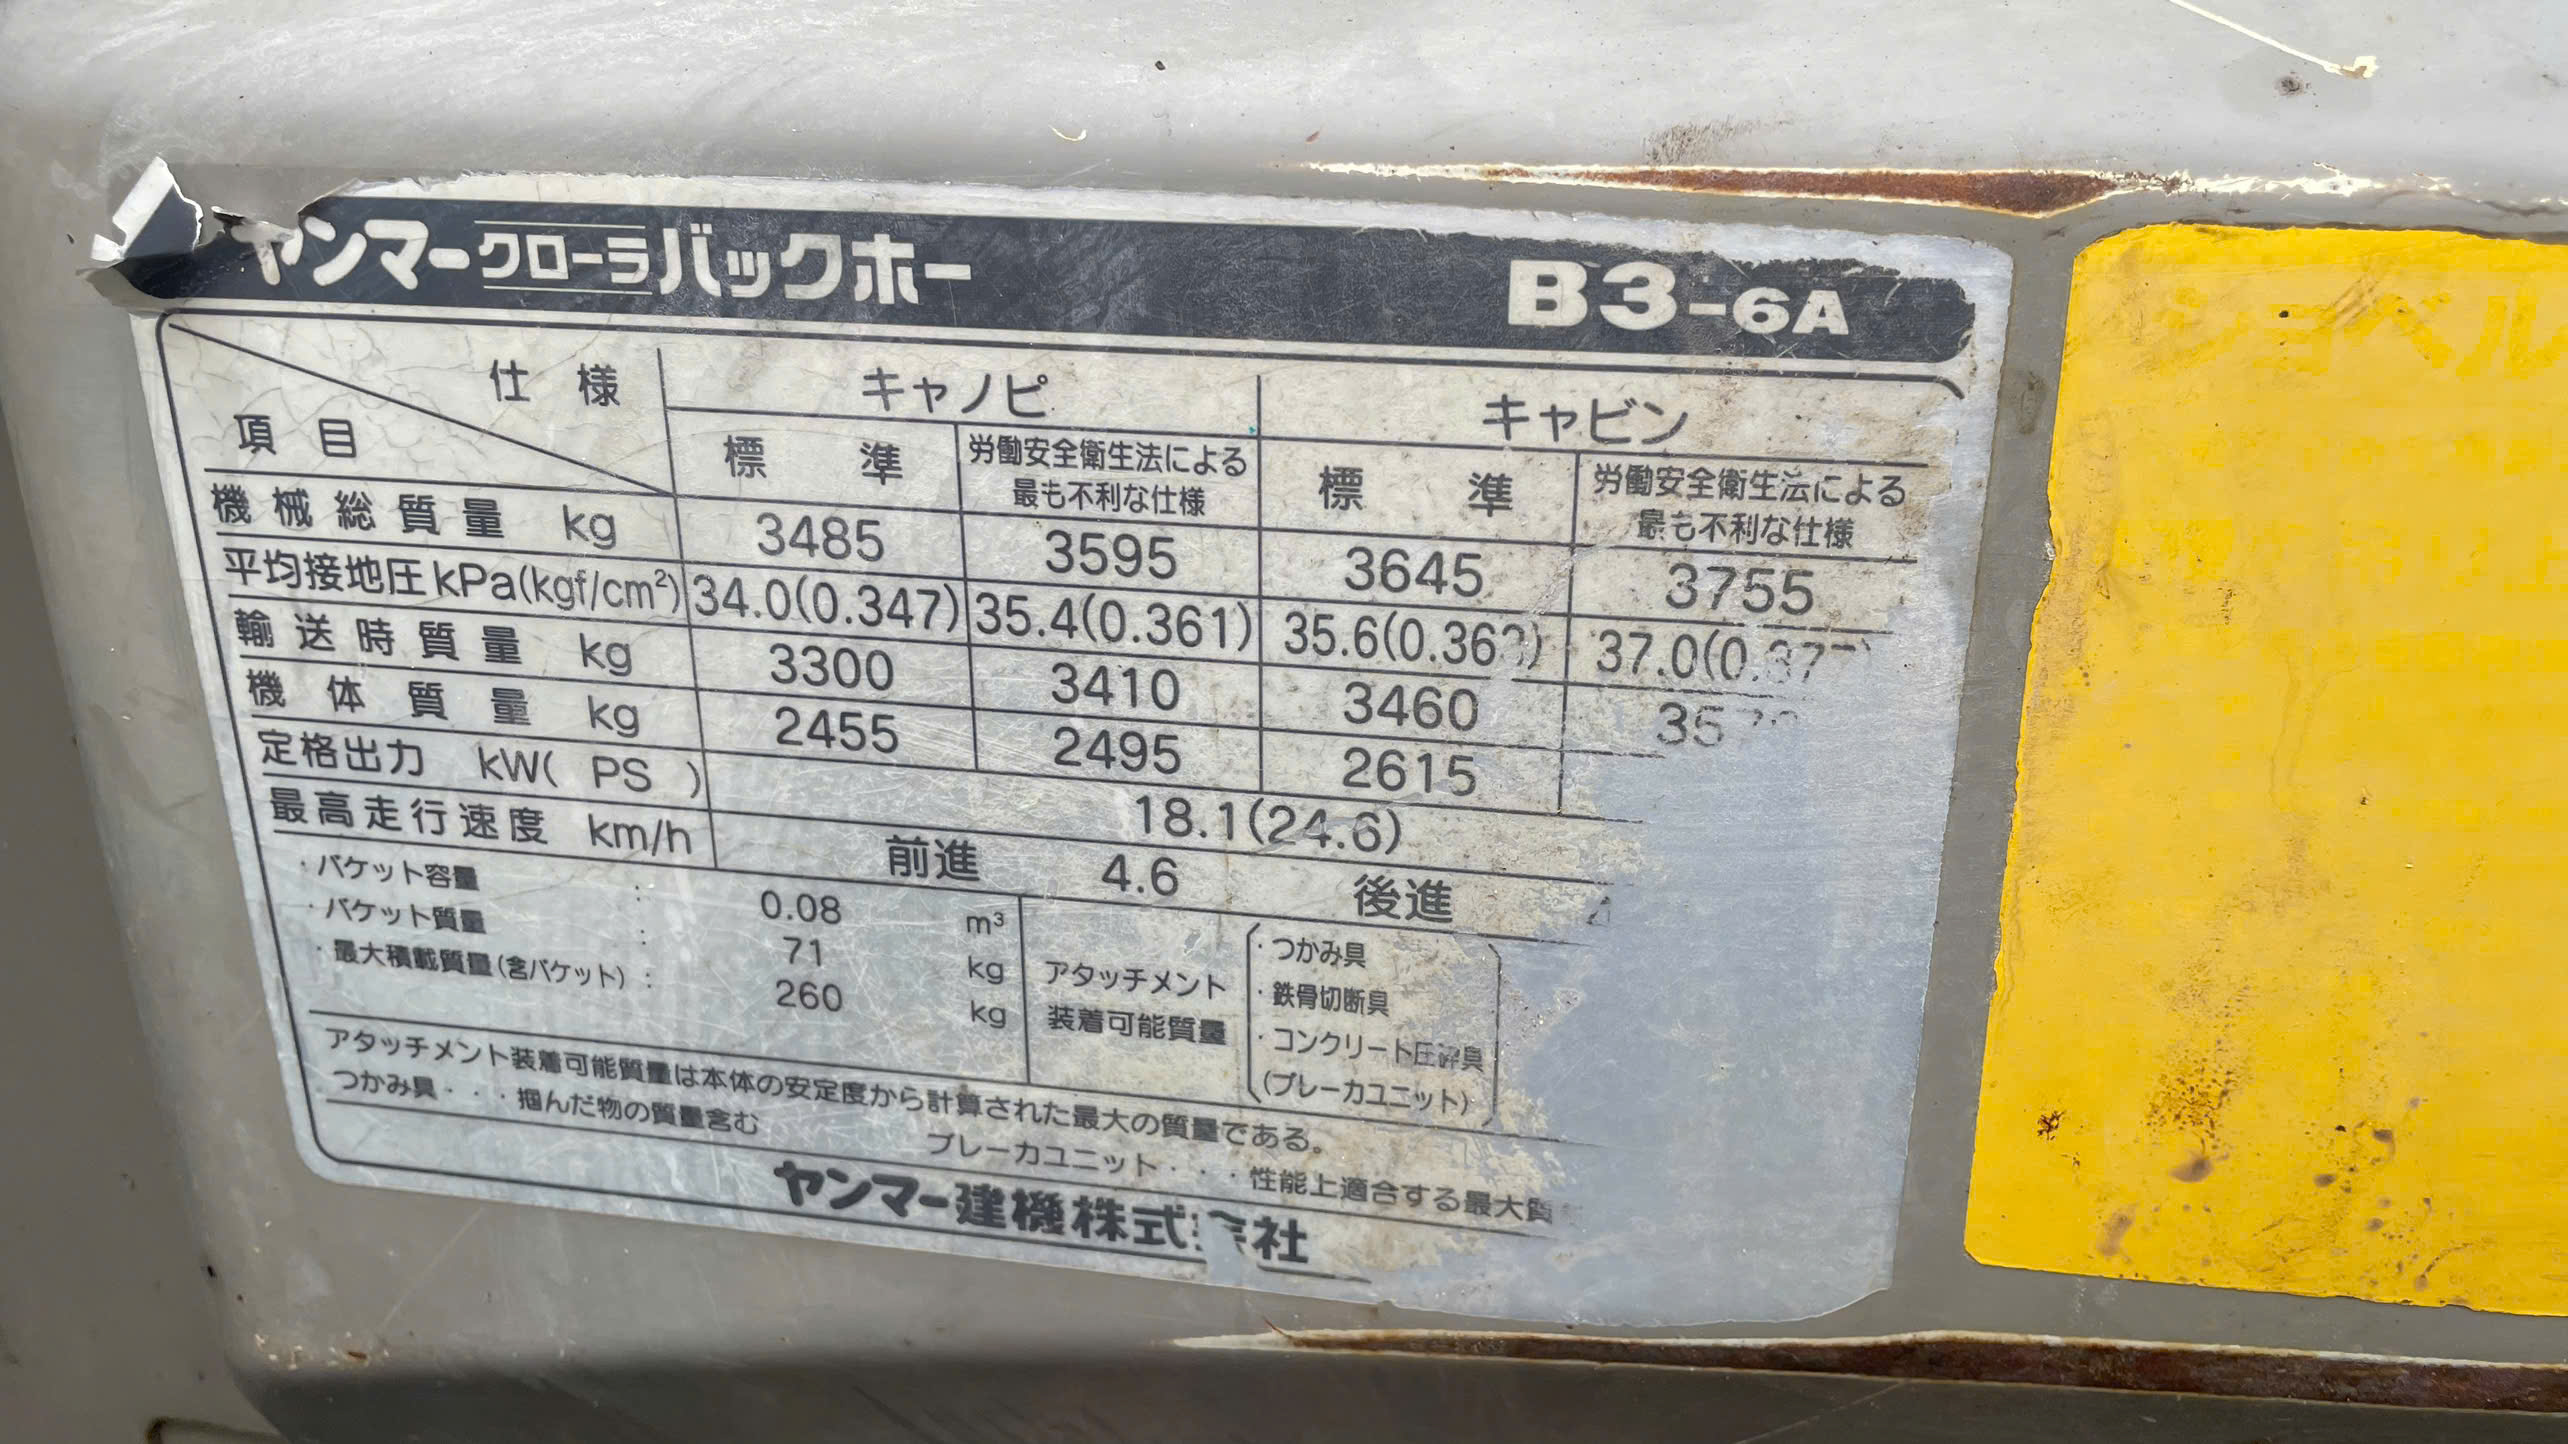 ヤンマークローラバックホー B3-6A
仕様 キャノピ キャビン
項目 標準 労働安全衛生法による最も不利な仕様 標準 労働安全衛生法による最も不利な仕様
機械総質量 kg 3485 3595 3645 3755
平均接地圧 kPa(kgf/cm²) 34.0(0.347) 35.4(0.361) 35.6 37.0
輸送時質量 kg 3300 3410 3460
機体質量 kg 2455 2495 2615
定格出力 kW( PS ) 18.1(24.6)
最高走行速度 km/h 前進 4.6 後進
・バケット容量 : 0.08 m³
・バケット質量 : 71 kg
・最大積載質量(含バケット) : 260 kg
アタッチメント
装着可能質量
・つかみ具
・鉄骨切断具
・コンクリート圧砕具
(ブレーカユニット)
アタッチメント装着可能質量は本体の安定度から計算された最大の質量である。
つかみ具・・・掴んだ物の質量含む ブレーカユニット・・・性能上適合する最大質
ヤンマー建機株式会社
ショベル